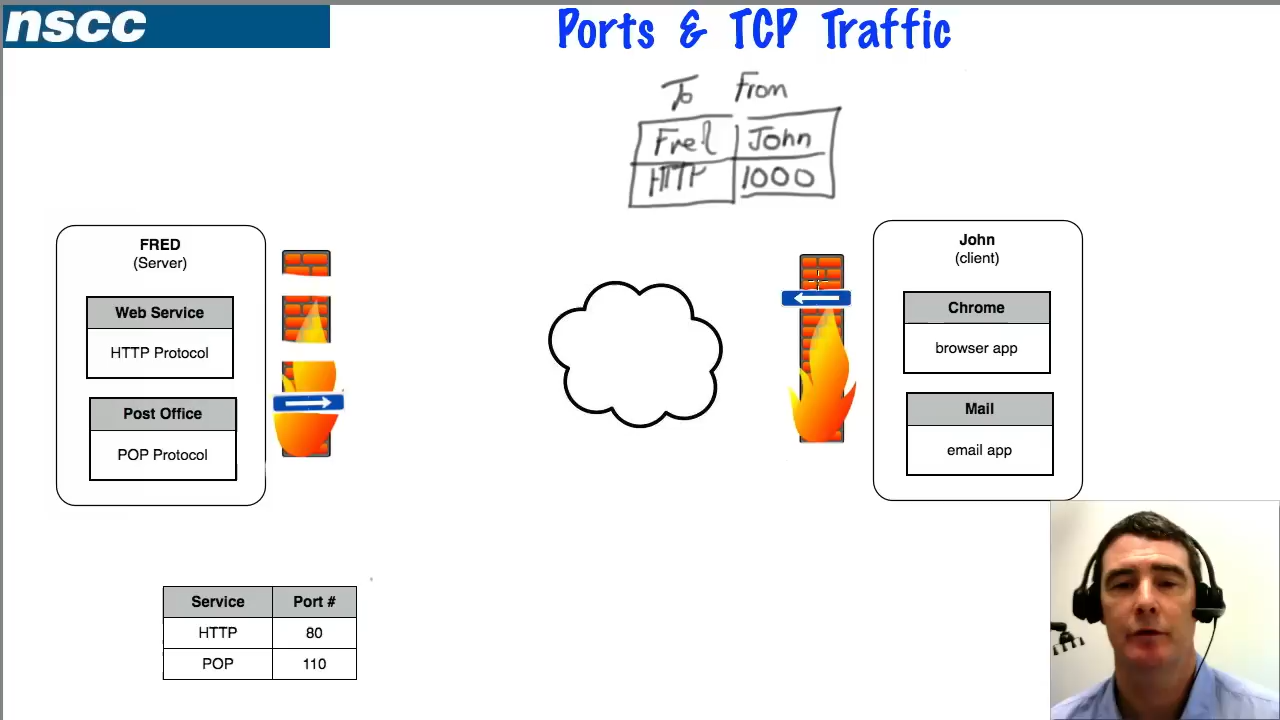 nscc
Ports & TCP Traffic
To From
Fred John
HTTP 1000
FRED
(Server)
Web Service
HTTP Protocol
Post Office
POP Protocol
John
(client)
Chrome
browser app
Mail
email app
Service Port #
HTTP 80
POP 110